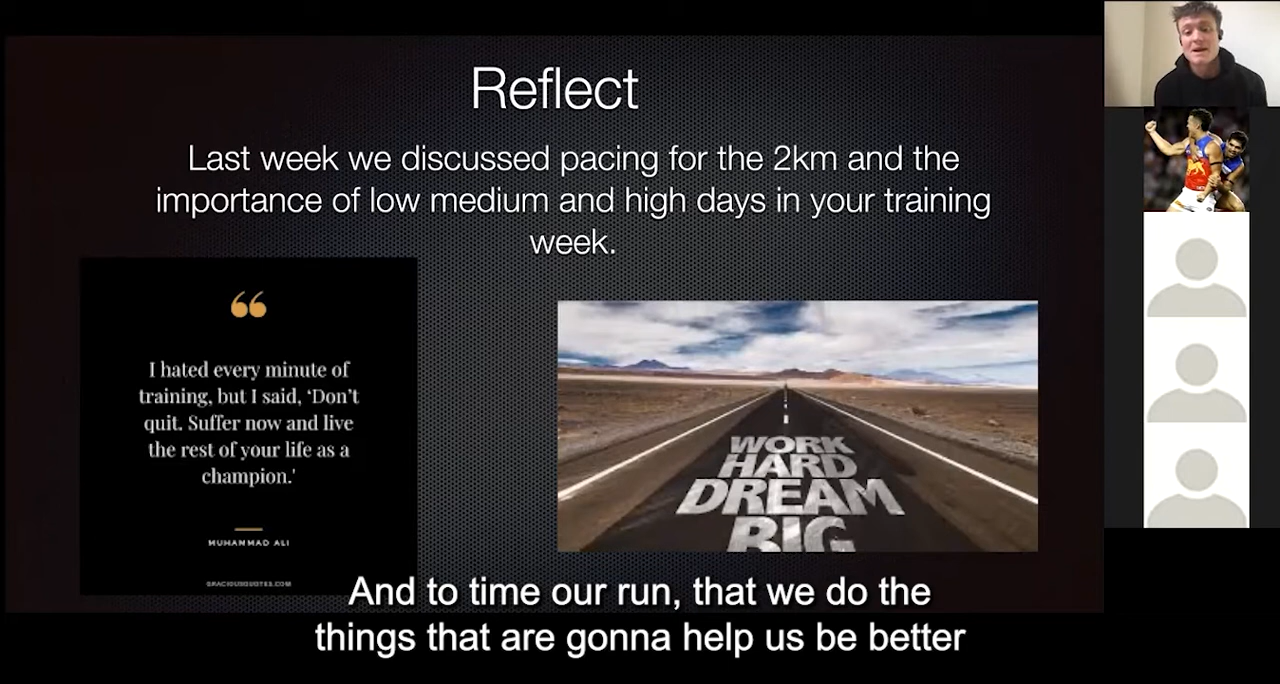 Reflect
Last week we discussed pacing for the 2km and the
importance of low medium and high days in your training
week.
“
I hated every minute of
training, but I said, ‘Don’t
quit. Suffer now and live
the rest of your life as a
champion.'
MUHAMMAD ALI
GRACIOUSQUOTES.COM
WORK
HARD
DREAM
BIG
And to time our run, that we do the
things that are gonna help us be better